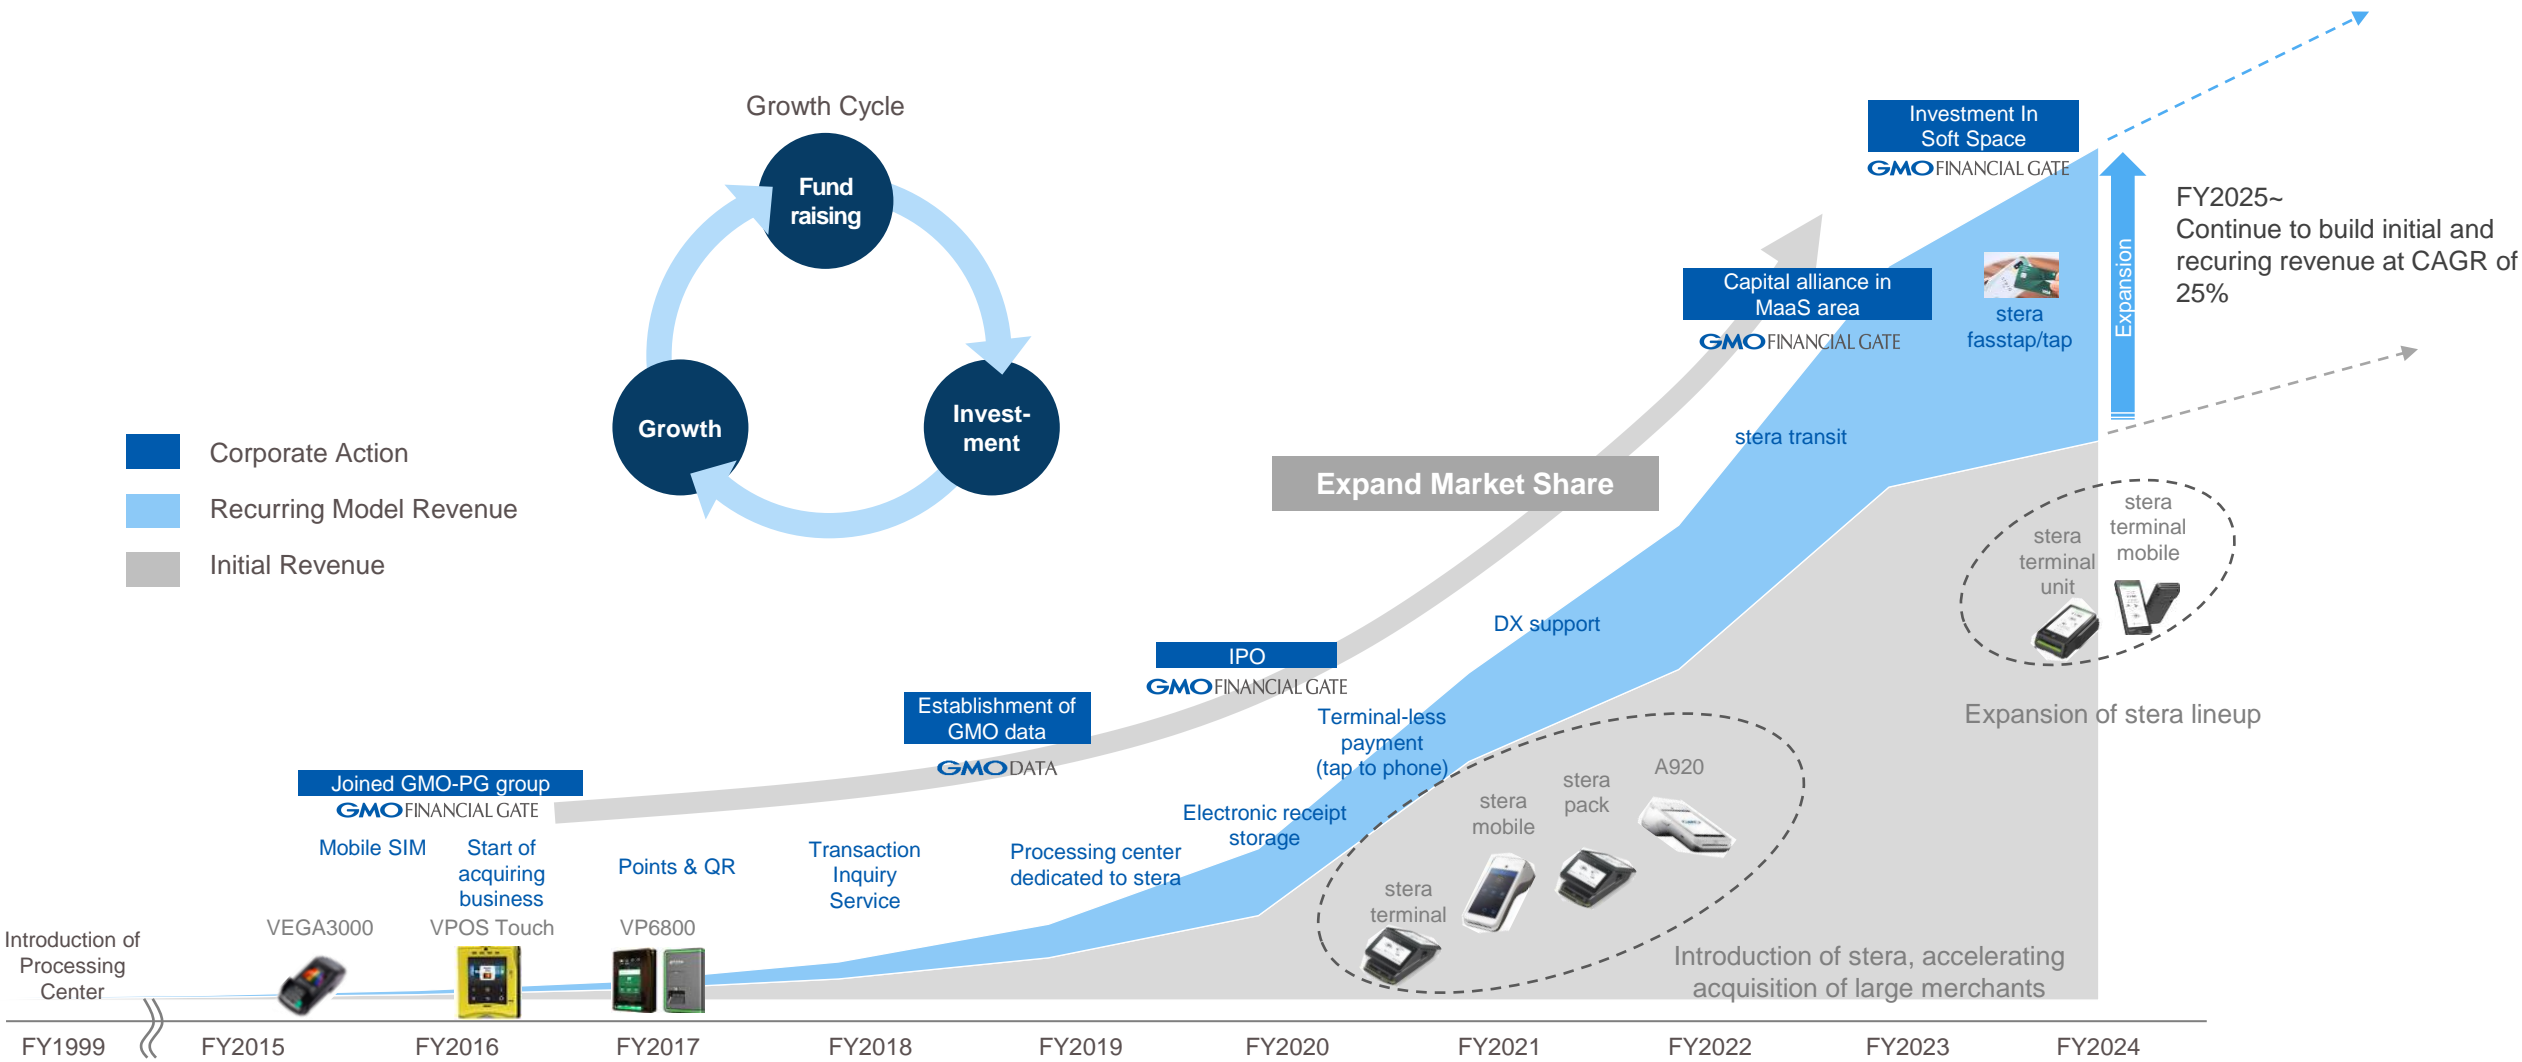 Growth Cycle
Fund
raising
Invest-
ment
Growth
Corporate Action
Recurring Model Revenue
Initial Revenue
Investment In
Soft Space
GMO FINANCIAL GATE
FY2025~
Continue to build initial and
recuring revenue at CAGR of
25%
Expansion
Capital alliance in
MaaS area
GMO FINANCIAL GATE
stera
fasstap/tap
stera transit
Expand Market Share
stera
terminal
mobile
stera
terminal
unit
Expansion of stera lineup
DX support
IPO
GMO FINANCIAL GATE
Establishment of
GMO data
GMO DATA
Terminal-less
payment
(tap to phone)
Joined GMO-PG group
GMO FINANCIAL GATE
Mobile SIM
Start of
acquiring
business
Points & QR
Transaction
Inquiry
Service
Processing center
dedicated to stera
Electronic receipt
storage
stera
terminal
stera
mobile
stera
pack
A920
Introduction of stera, accelerating
acquisition of large merchants
Introduction of
Processing
Center
VEGA3000
VPOS Touch
VP6800
FY1999
FY2015
FY2016
FY2017
FY2018
FY2019
FY2020
FY2021
FY2022
FY2023
FY2024